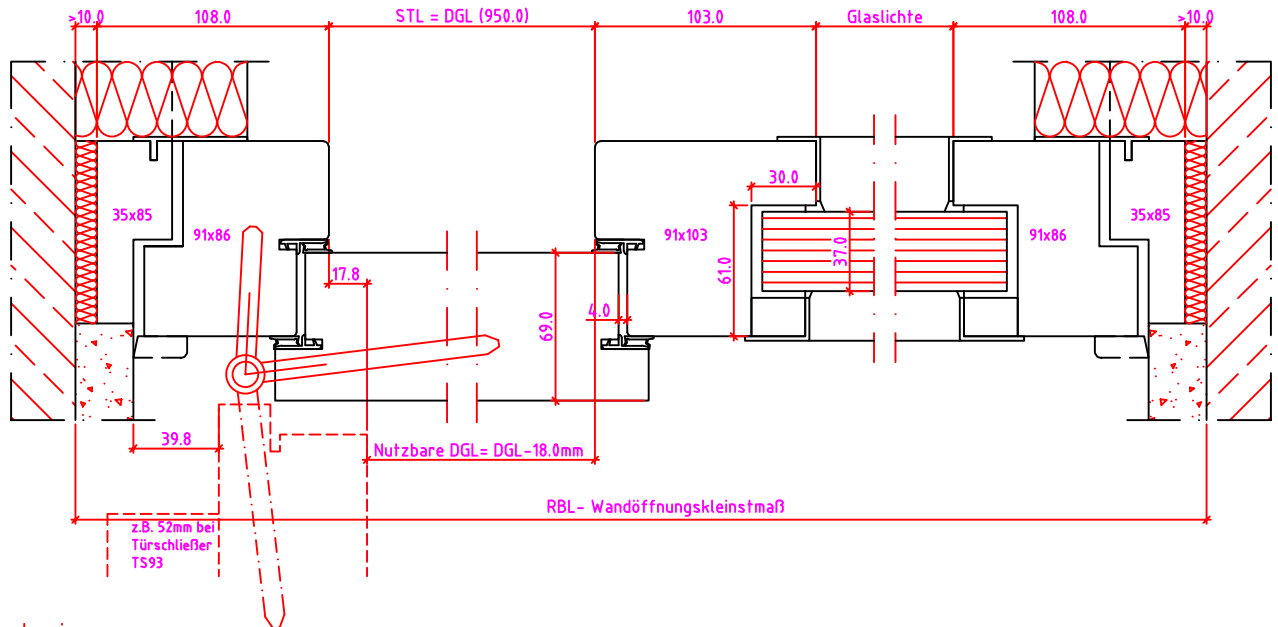 >10.0
108.0
STL = DGL (950.0)
103.0
Glaslichte
108.0
>10.0
30.0
35x85
91x86
91x103
91x86
35x85
17.8
61.0
37.0
4.0
69.0
39.8
Nutzbare DGL= DGL-18.0mm
RBL- Wandöffnungskleinstmaß
z.B. 52mm bei
Türschließer
TS93